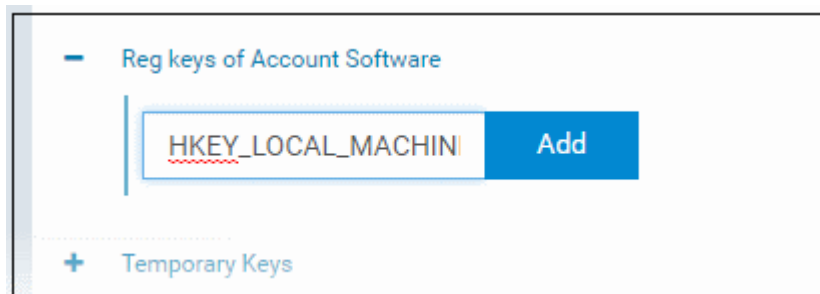 Reg keys of Account Software
HKEY_LOCAL_MACHIN
Add
Temporary Keys